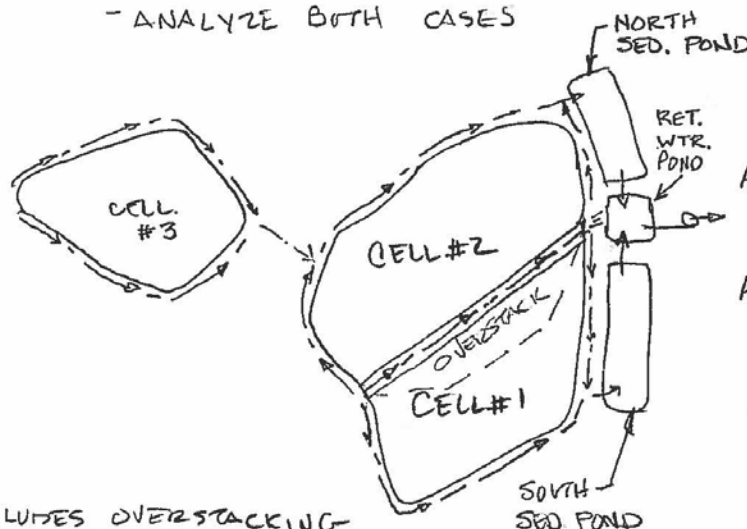 - ANALYZE BOTH CASES
NORTH
SED. POND
RET.
WTR.
POND
CELL.
#3
CELL #2
OVERSTACK
CELL #1
SOUTH
SED. POND
LUDES OVERSTACKING